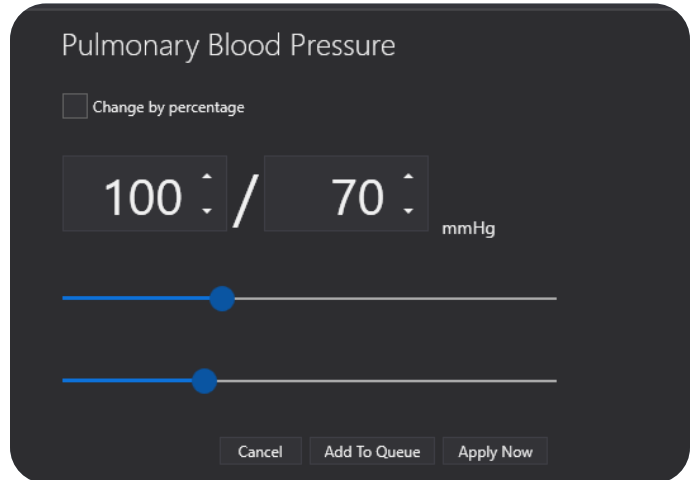 Pulmonary Blood Pressure
Change by percentage
100 / 70 mmHg
Cancel Add To Queue Apply Now